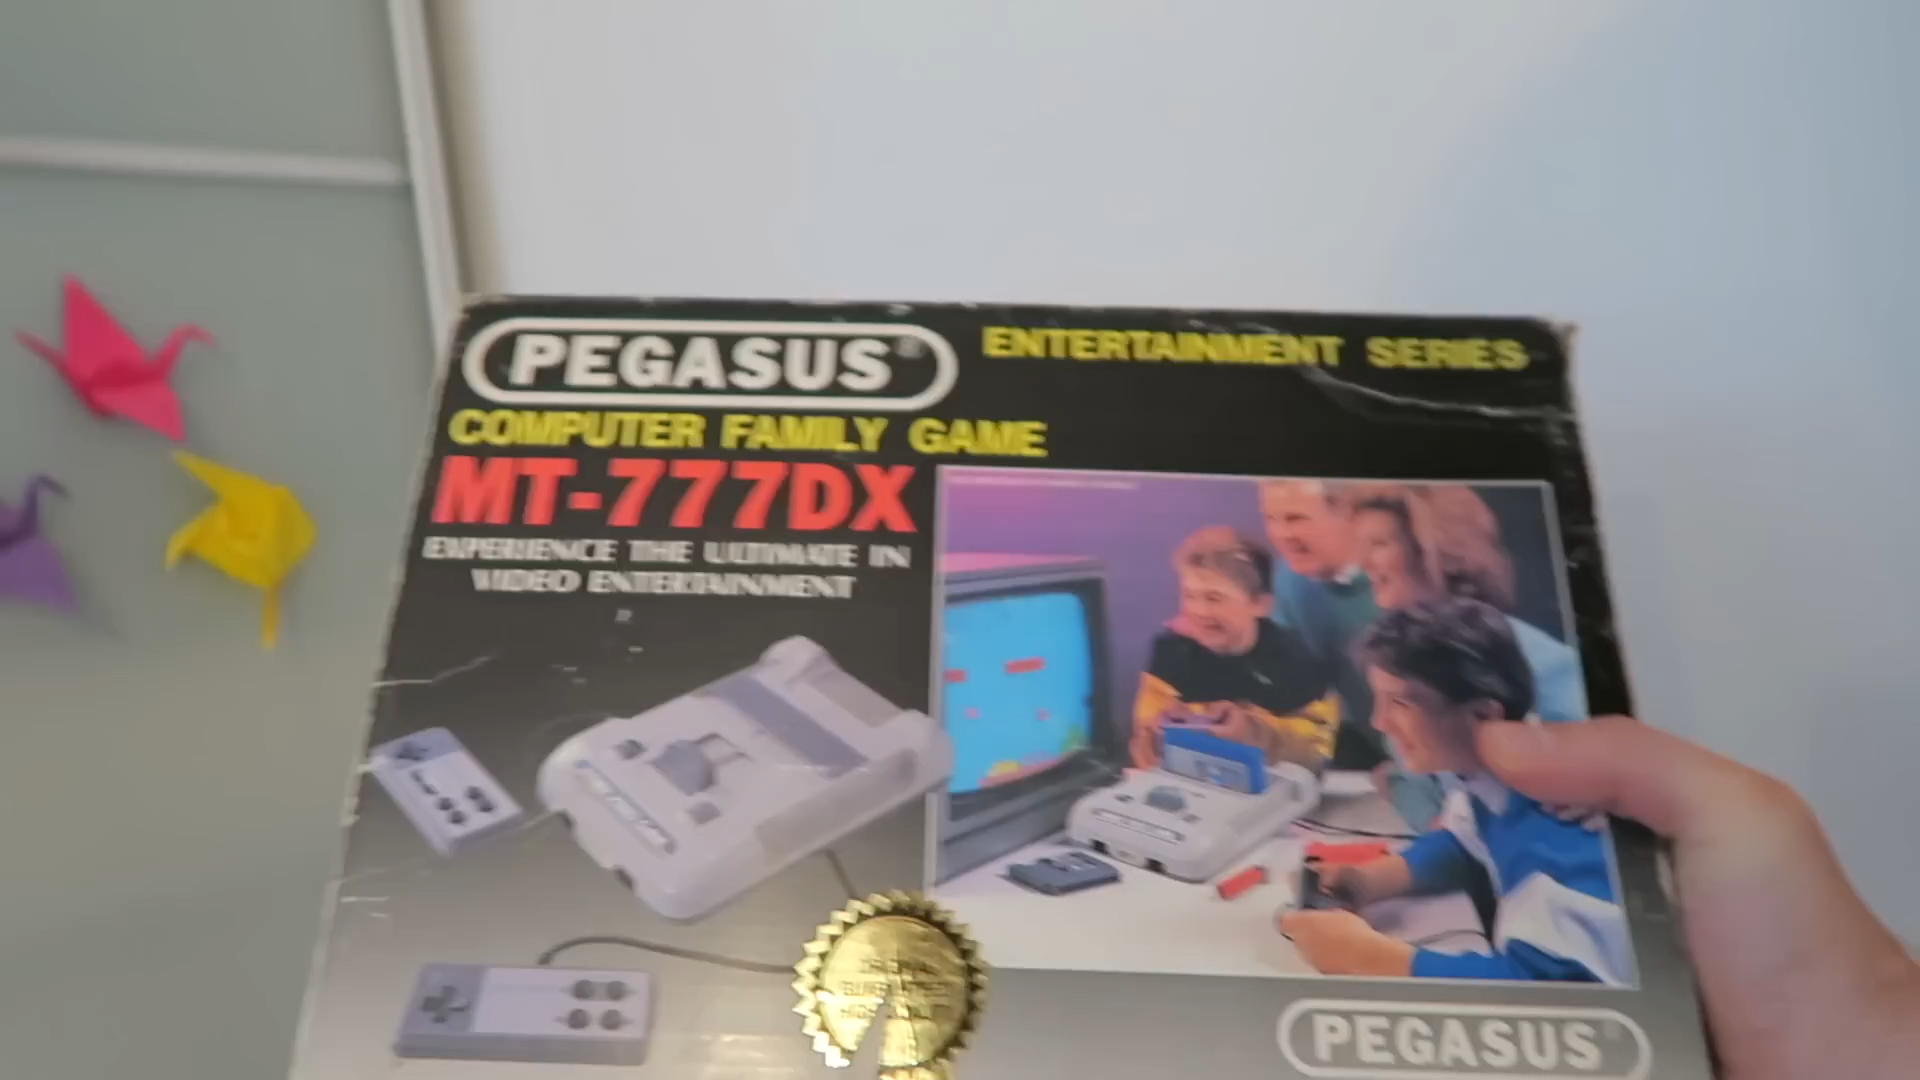 PEGASUS®
ENTERTAINMENT SERIES
COMPUTER FAMILY GAME
MT-777DX
EXPERIENCE THE ULTIMATE IN
VIDEO ENTERTAINMENT
PEGASUS®